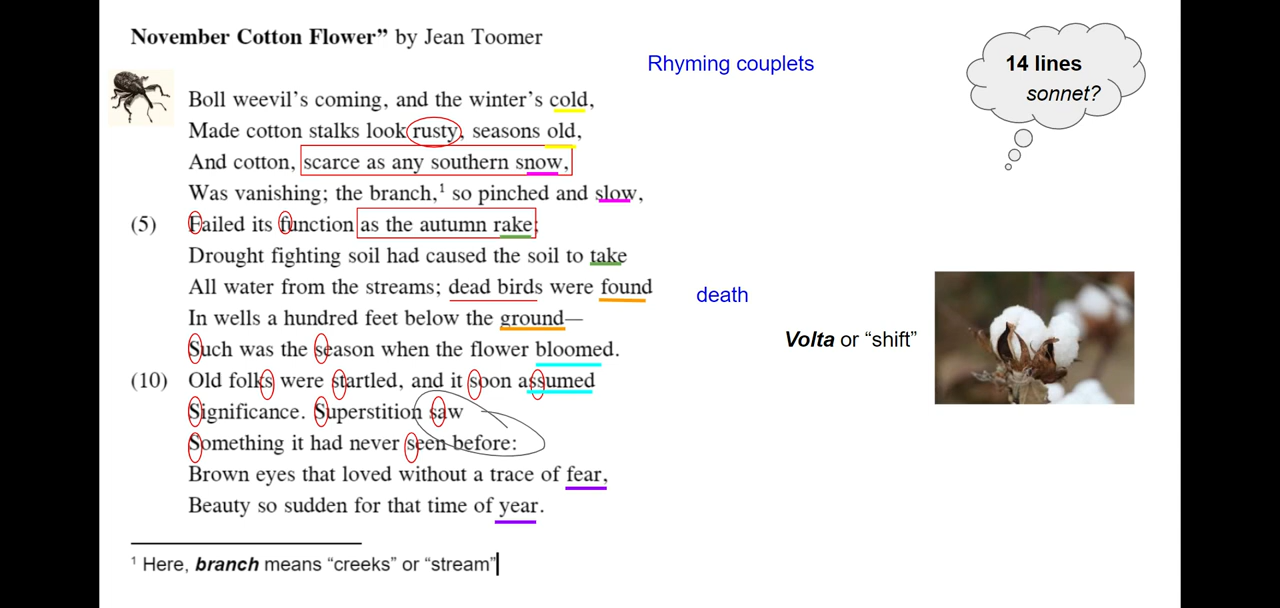 November Cotton Flower” by Jean Toomer
Rhyming couplets
14 lines
sonnet?
Boll weevil’s coming, and the winter’s cold,
Made cotton stalks look rusty, seasons old,
And cotton, scarce as any southern snow,
Was vanishing; the branch,¹ so pinched and slow,
(5) Failed its function as the autumn rake;
Drought fighting soil had caused the soil to take
All water from the streams; dead birds were found
death
In wells a hundred feet below the ground—
Volta or “shift”
Such was the season when the flower bloomed.
(10) Old folks were startled, and it soon assumed
Significance. Superstition saw
Something it had never seen before:
Brown eyes that loved without a trace of fear,
Beauty so sudden for that time of year.
¹ Here, branch means “creeks” or “stream”